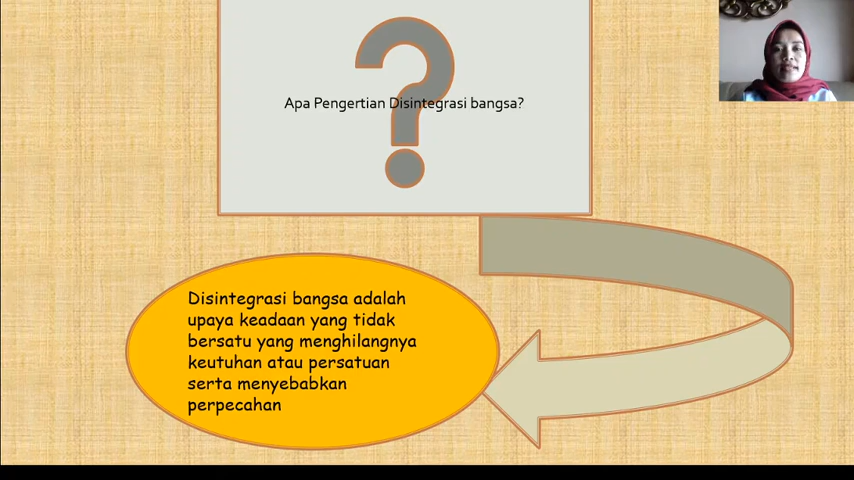 Apa Pengertian Disintegrasi bangsa?
Disintegrasi bangsa adalah
upaya keadaan yang tidak
bersatu yang menghilangnya
keutuhan atau persatuan
serta menyebabkan
perpecahan